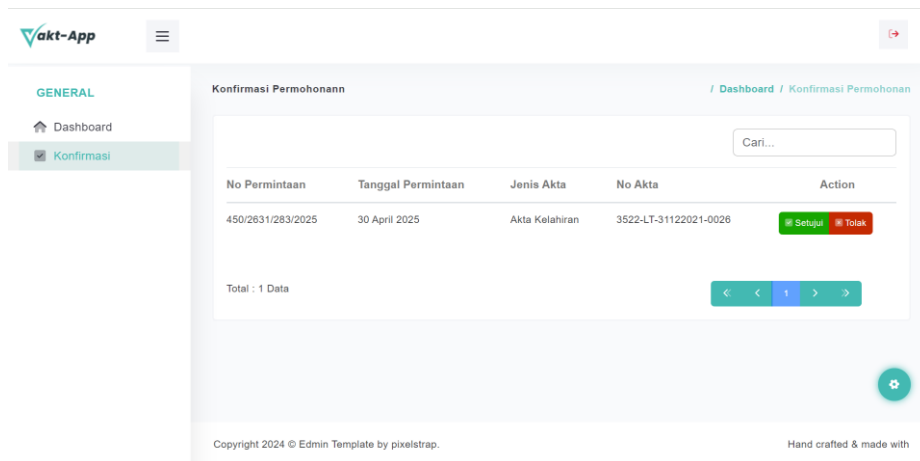 Vakt-App
GENERAL
Dashboard
Konfirmasi
Konfirmasi Permohonann
/ Dashboard / Konfirmasi Permohonan
Cari...
No Permintaan Tanggal Permintaan Jenis Akta No Akta Action
450/2631/283/2025 30 April 2025 Akta Kelahiran 3522-LT-31122021-0026 Setujui Tolak
Total : 1 Data
« < 1 > »
Copyright 2024 © Edmin Template by pixelstrap.
Hand crafted & made with